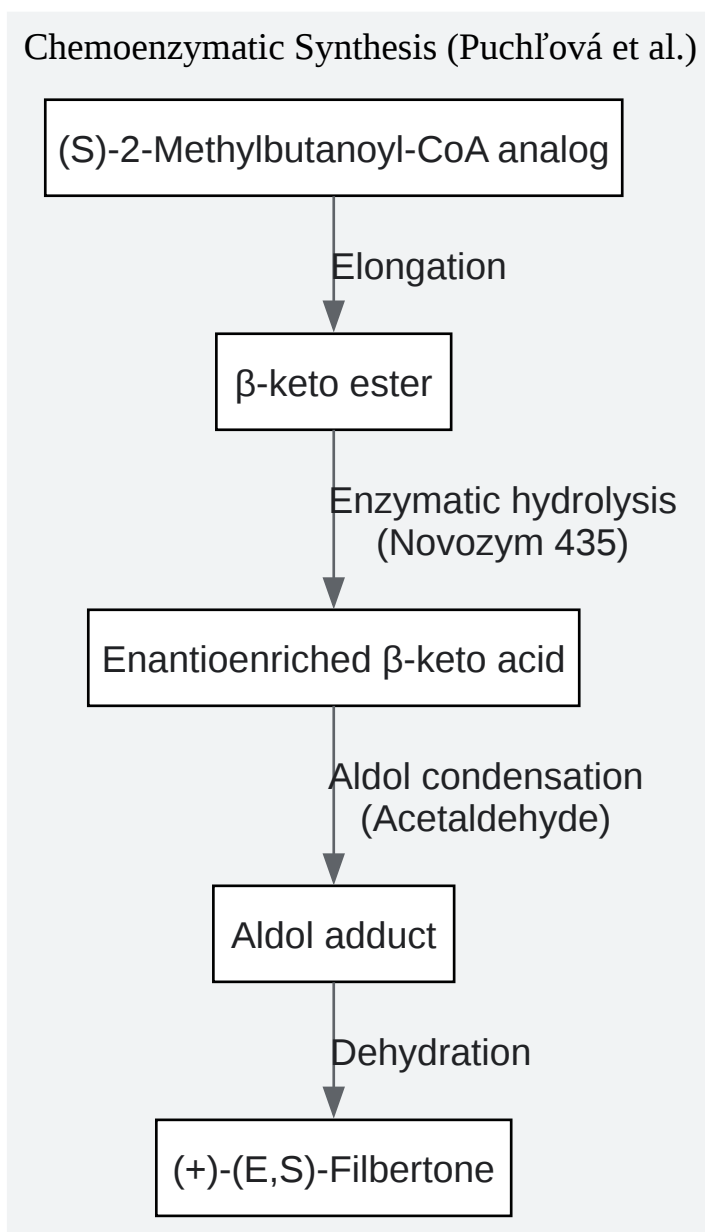 Chemoenzymatic Synthesis (Puchľová et al.)
(S)-2-Methylbutanoyl-CoA analog
Elongation
β-keto ester
Enzymatic hydrolysis
(Novozym 435)
Enantioenriched β-keto acid
Aldol condensation
(Acetaldehyde)
Aldol adduct
Dehydration
(+)-(E,S)-Filbertone